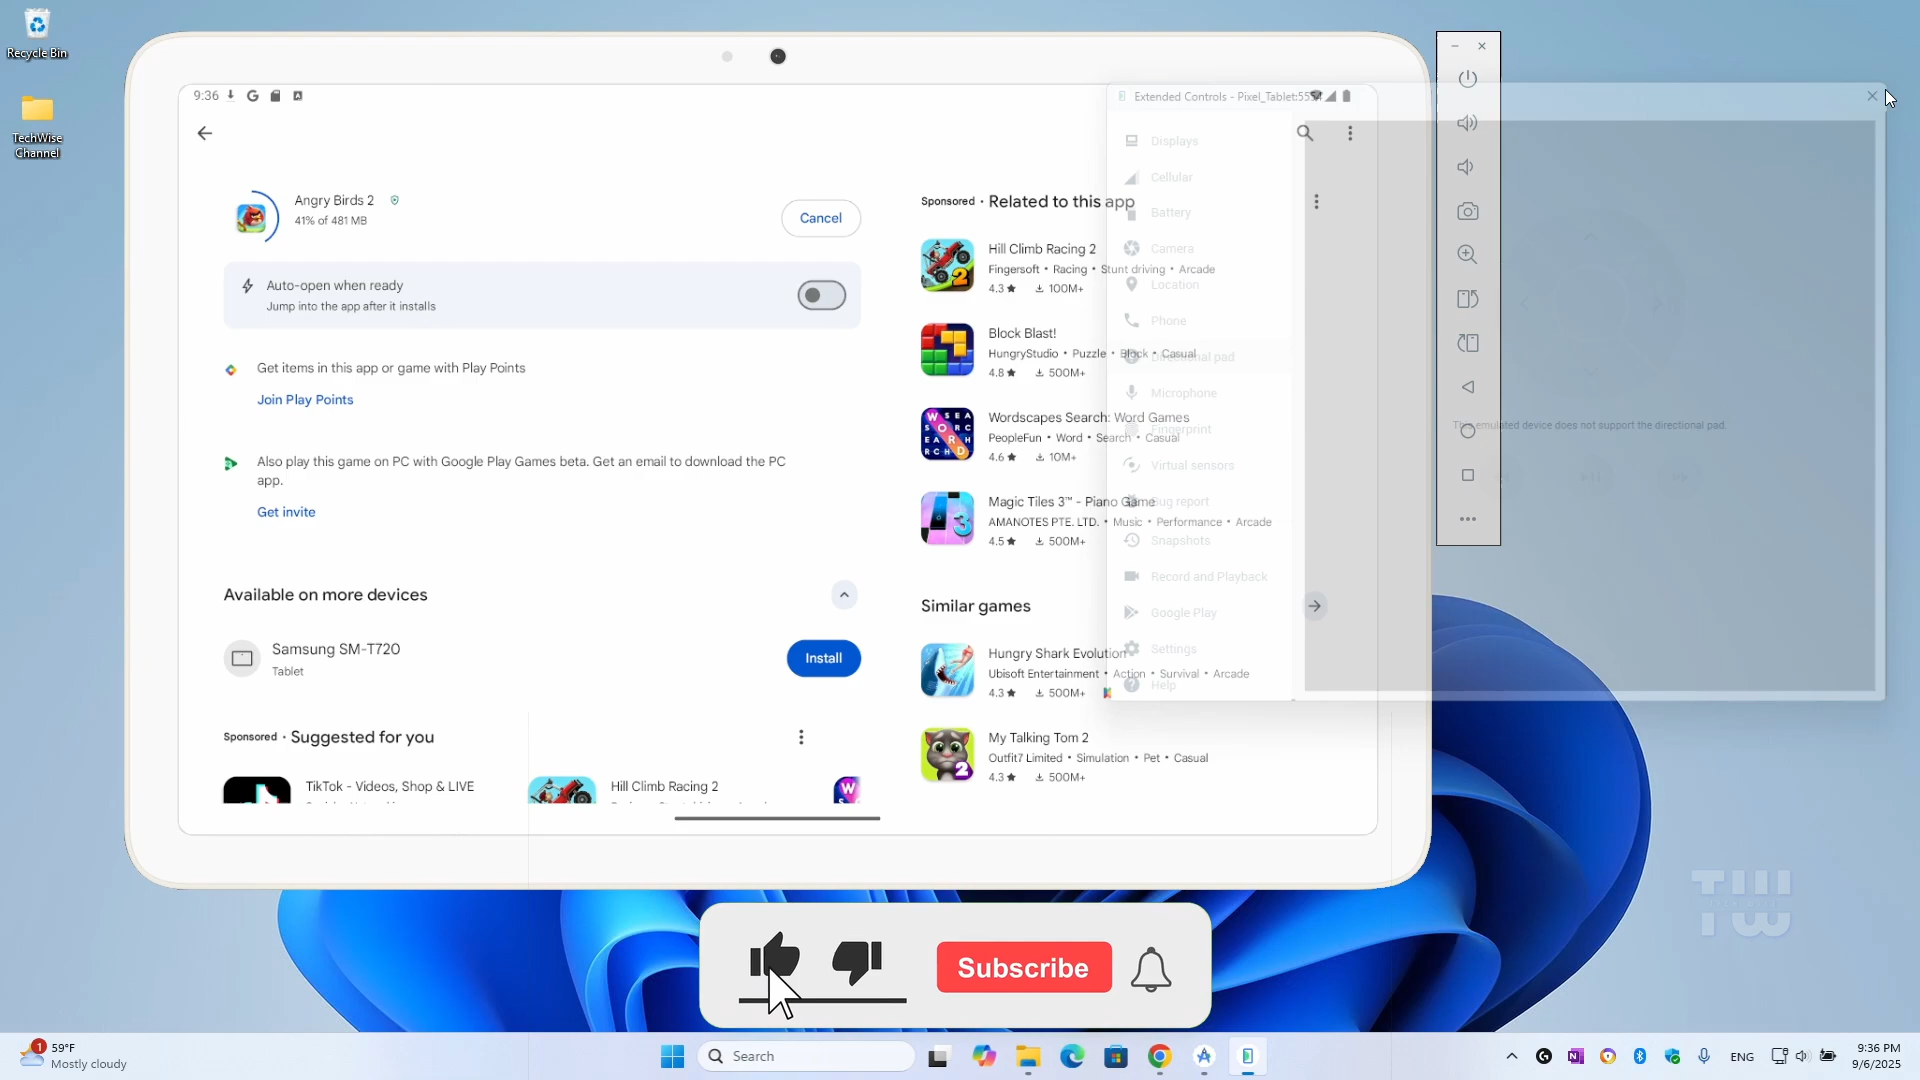 Recycle Bin
TechWise
Channel
9:36
Angry Birds 2
41% of 481 MB
Cancel
Auto-open when ready
Jump into the app after it installs
Get items in this app or game with Play Points
Join Play Points
Also play this game on PC with Google Play Games beta. Get an email to download the PC
app.
Get invite
Available on more devices
Samsung SM-T720
Tablet
Install
Sponsored · Suggested for you
TikTok - Videos, Shop & LIVE
Hill Climb Racing 2
Sponsored · Related to this app
Hill Climb Racing 2
Fingersoft • Racing • Stunt driving • Arcade
4.3★ 100M+
Block Blast!
HungryStudio • Puzzle • Block • Casual
4.8★ 500M+
Wordscapes Search: Word Games
PeopleFun • Word • Search • Casual
4.6★ 10M+
Magic Tiles 3™ - Piano Game
AMANOTES PTE. LTD. • Music • Performance • Arcade
4.5★ 500M+
Similar games
Hungry Shark Evolution
Ubisoft Entertainment • Action • Survival • Arcade
4.3★ 500M+
My Talking Tom 2
Outfit7 Limited • Simulation • Pet • Casual
4.3★ 500M+
Extended Controls - Pixel_Tablet:5554
Displays
Cellular
Battery
Camera
Location
Phone
Directional pad
Microphone
Fingerprint
Virtual sensors
Bug report
Snapshots
Record and Playback
Google Play
Settings
Help
This emulated device does not support the directional pad.
TW
Subscribe
1
59°F
Mostly cloudy
Search
ENG
9:36 PM
9/6/2025